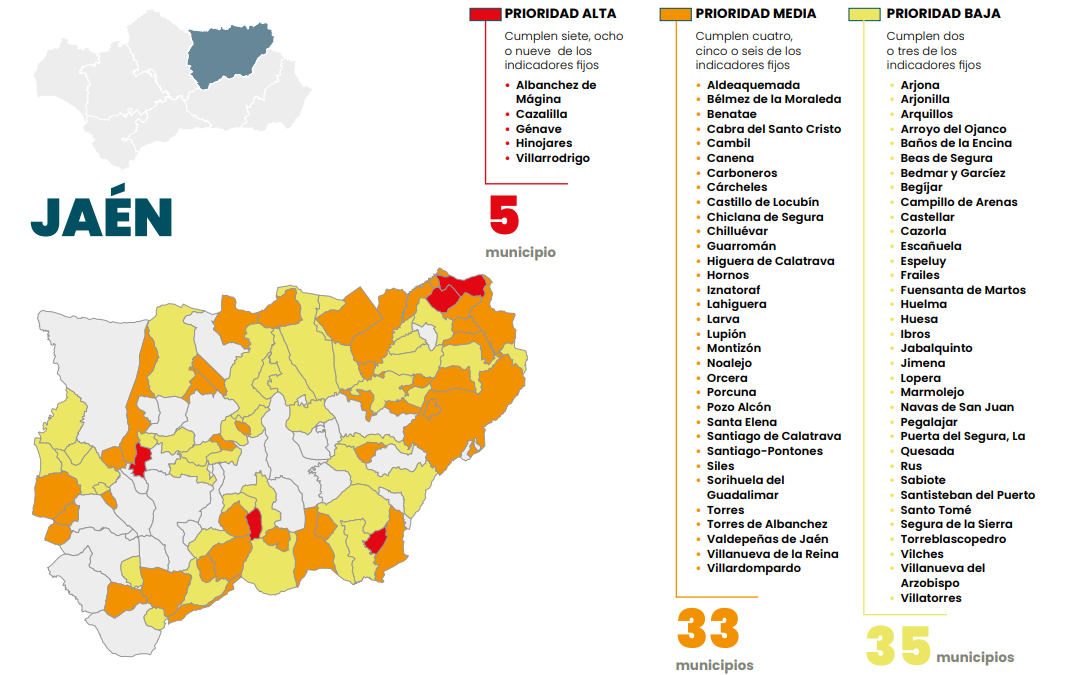 JAÉN
PRIORIDAD ALTA
Cumplen siete, ocho
o nueve de los
indicadores fijos
• Albanchez de
Mágina
• Cazalilla
• Génave
• Hinojares
• Villarrodrigo
5
municipio
PRIORIDAD MEDIA
Cumplen cuatro,
cinco o seis de los
indicadores fijos
• Aldeaquemada
• Bélmez de la Moraleda
• Benatae
• Cabra del Santo Cristo
• Cambil
• Canena
• Carboneros
• Cárcheles
• Castillo de Locubín
• Chiclana de Segura
• Chilluévar
• Guarromán
• Higuera de Calatrava
• Hornos
• Iznatoraf
• Lahiguera
• Larva
• Lupión
• Montizón
• Noalejo
• Orcera
• Porcuna
• Pozo Alcón
• Santa Elena
• Santiago de Calatrava
• Santiago-Pontones
• Siles
• Sorihuela del
Guadalimar
• Torres
• Torres de Albanchez
• Valdepeñas de Jaén
• Villanueva de la Reina
• Villardompardo
33
municipios
PRIORIDAD BAJA
Cumplen dos
o tres de los
indicadores fijos
• Arjona
• Arjonilla
• Arquillos
• Arroyo del Ojanco
• Baños de la Encina
• Beas de Segura
• Bedmar y Garcíez
• Begíjar
• Campillo de Arenas
• Castellar
• Cazorla
• Escañuela
• Espeluy
• Frailes
• Fuensanta de Martos
• Huelma
• Huesa
• Ibros
• Jabalquinto
• Jimena
• Lopera
• Marmolejo
• Navas de San Juan
• Pegalajar
• Puerta del Segura, La
• Quesada
• Rus
• Sabiote
• Santisteban del Puerto
• Santo Tomé
• Segura de la Sierra
• Torreblascopedro
• Vilches
• Villanueva del
Arzobispo
• Villatorres
35 municipios